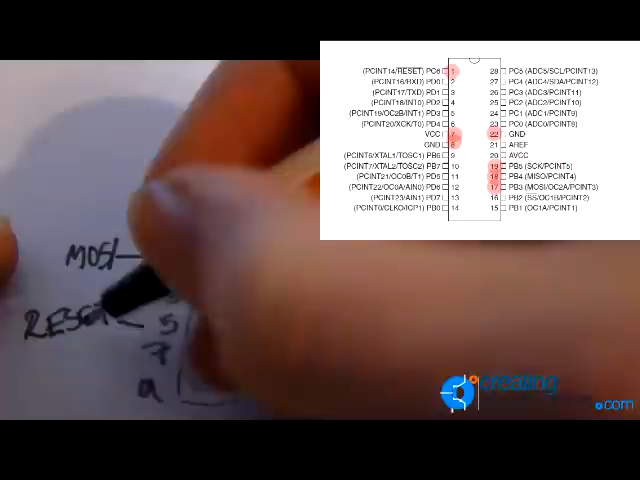 (PCINT14/RESET) PC6 1 28 PC5 (ADC5/SCL/PCINT13)
(PCINT16/RXD) PD0 2 27 PC4 (ADC4/SDA/PCINT12)
(PCINT17/TXD) PD1 3 26 PC3 (ADC3/PCINT11)
(PCINT18/INT0) PD2 4 25 PC2 (ADC2/PCINT10)
(PCINT19/OC2B/INT1) PD3 5 24 PC1 (ADC1/PCINT9)
(PCINT20/XCK/T0) PD4 6 23 PC0 (ADC0/PCINT8)
VCC 7 22 GND
GND 8 21 AREF
(PCINT6/XTAL1/TOSC1) PB6 9 20 AVCC
(PCINT7/XTAL2/TOSC2) PB7 10 19 PB5 (SCK/PCINT5)
(PCINT21/OC0B/T1) PD5 11 18 PB4 (MISO/PCINT4)
(PCINT22/OC0A/AIN0) PD6 12 17 PB3 (MOSI/OC2A/PCINT3)
(PCINT23/AIN1) PD7 13 16 PB2 (SS/OC1B/PCINT2)
(PCINT0/CLKO/ICP1) PB0 14 15 PB1 (OC1A/PCINT1)
MOSI
RESET 5
7
9
creating
.com